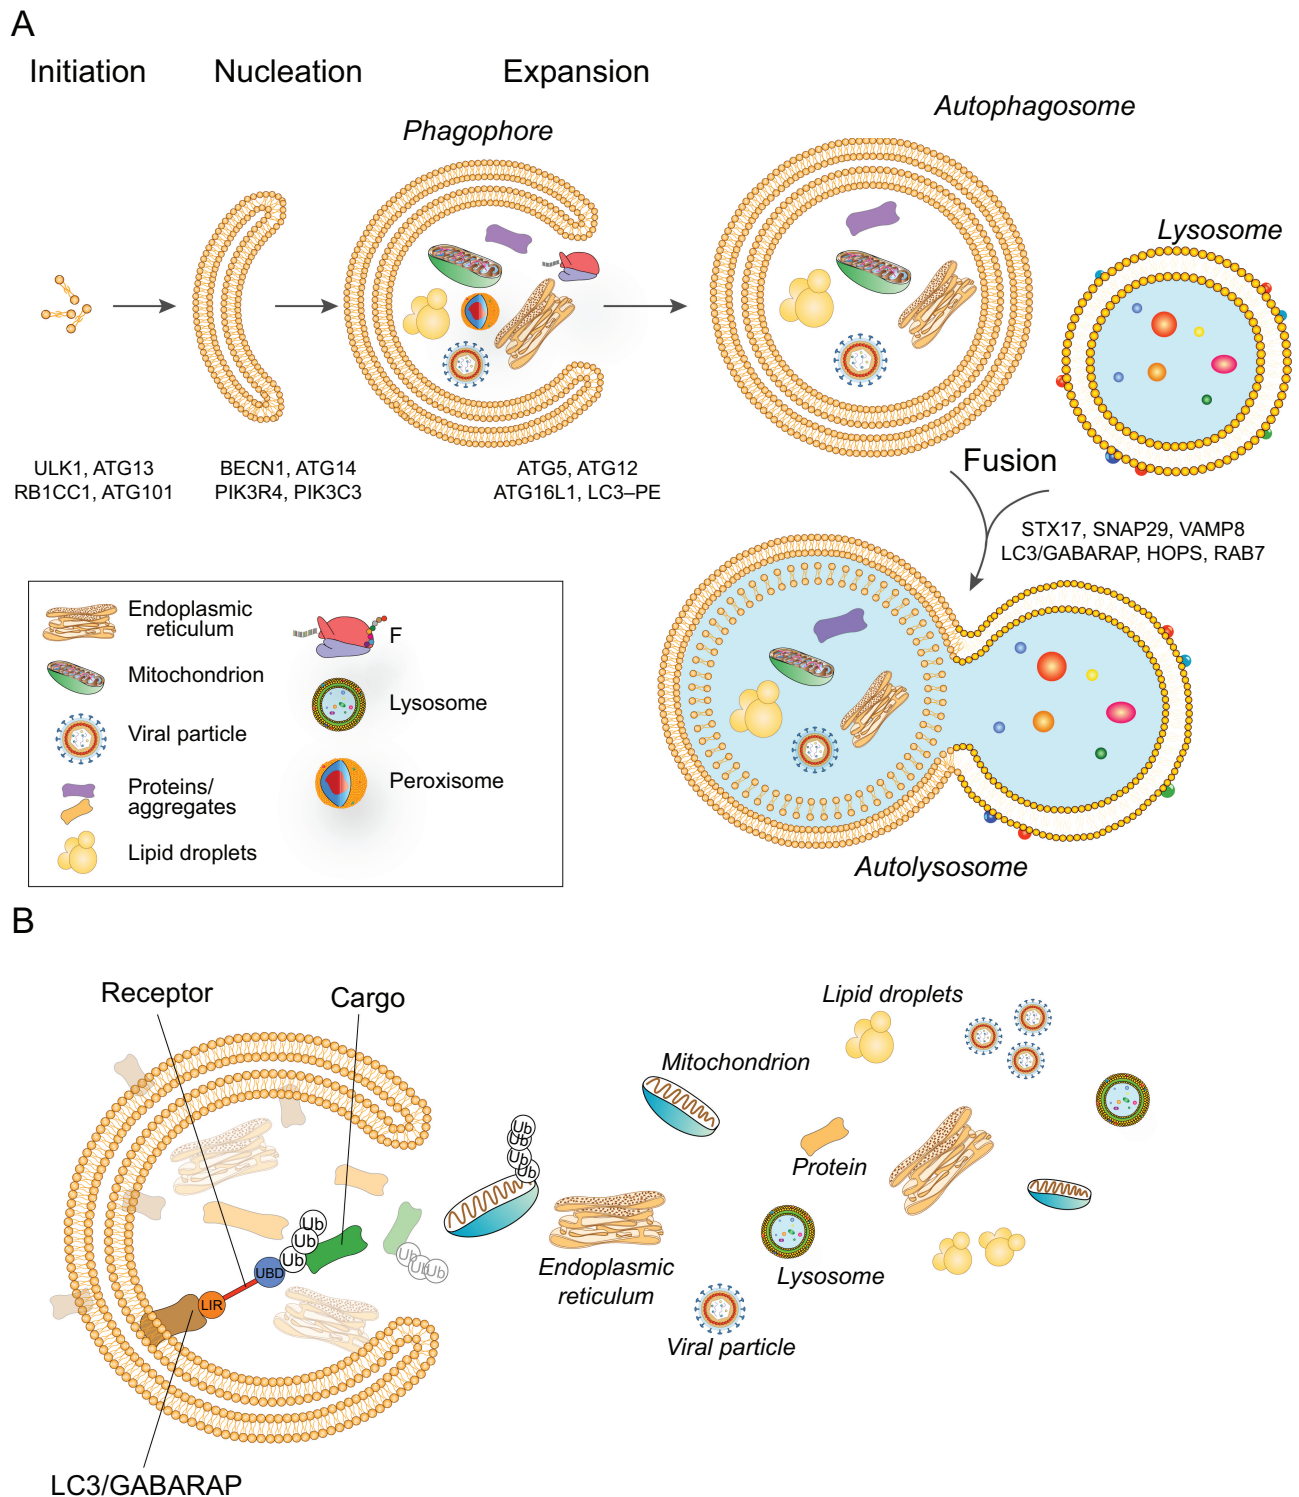 A
Initiation
Nucleation
Expansion
Phagophore
Autophagosome
Lysosome
ULK1, ATG13
RB1CC1, ATG101
BECN1, ATG14
PIK3R4, PIK3C3
ATG5, ATG12
ATG16L1, LC3–PE
Fusion
STX17, SNAP29, VAMP8
LC3/GABARAP, HOPS, RAB7
Endoplasmic
reticulum
Mitochondrion
Viral particle
Proteins/
aggregates
Lipid droplets
F
Lysosome
Peroxisome
Autolysosome
B
Receptor
Cargo
Lipid droplets
Mitochondrion
Ub
Ub
Ub
Ub
Protein
Ub
Ub
Ub
Ub
Ub
Ub
UBD
LIR
Endoplasmic
reticulum
Lysosome
Viral particle
LC3/GABARAP